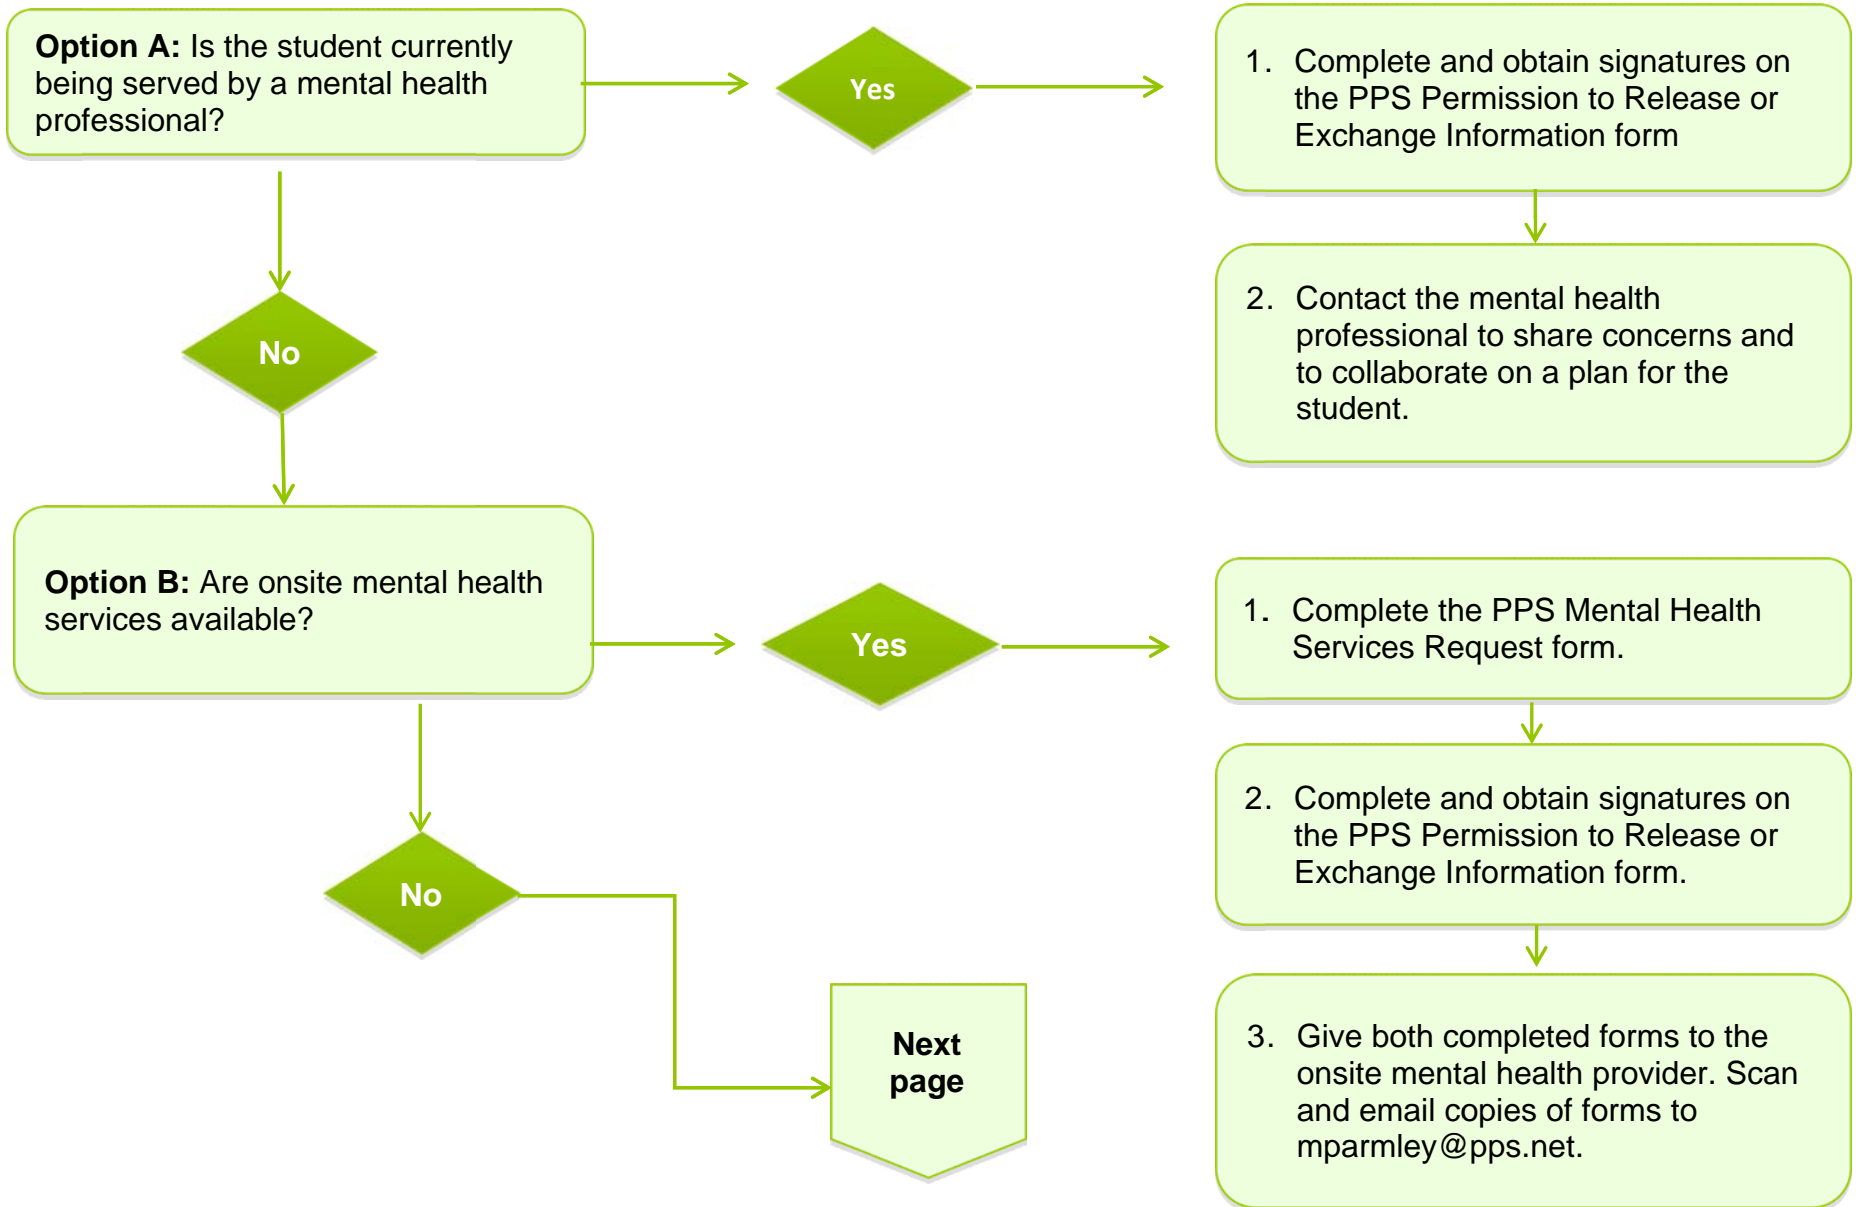 Option A: Is the student currently
being served by a mental health
professional?
Yes
1. Complete and obtain signatures on
the PPS Permission to Release or
Exchange Information form
2. Contact the mental health
professional to share concerns and
to collaborate on a plan for the
student.
No
Option B: Are onsite mental health
services available?
Yes
1. Complete the PPS Mental Health
Services Request form.
2. Complete and obtain signatures on
the PPS Permission to Release or
Exchange Information form.
3. Give both completed forms to the
onsite mental health provider. Scan
and email copies of forms to
mparmley@pps.net.
No
Next
page